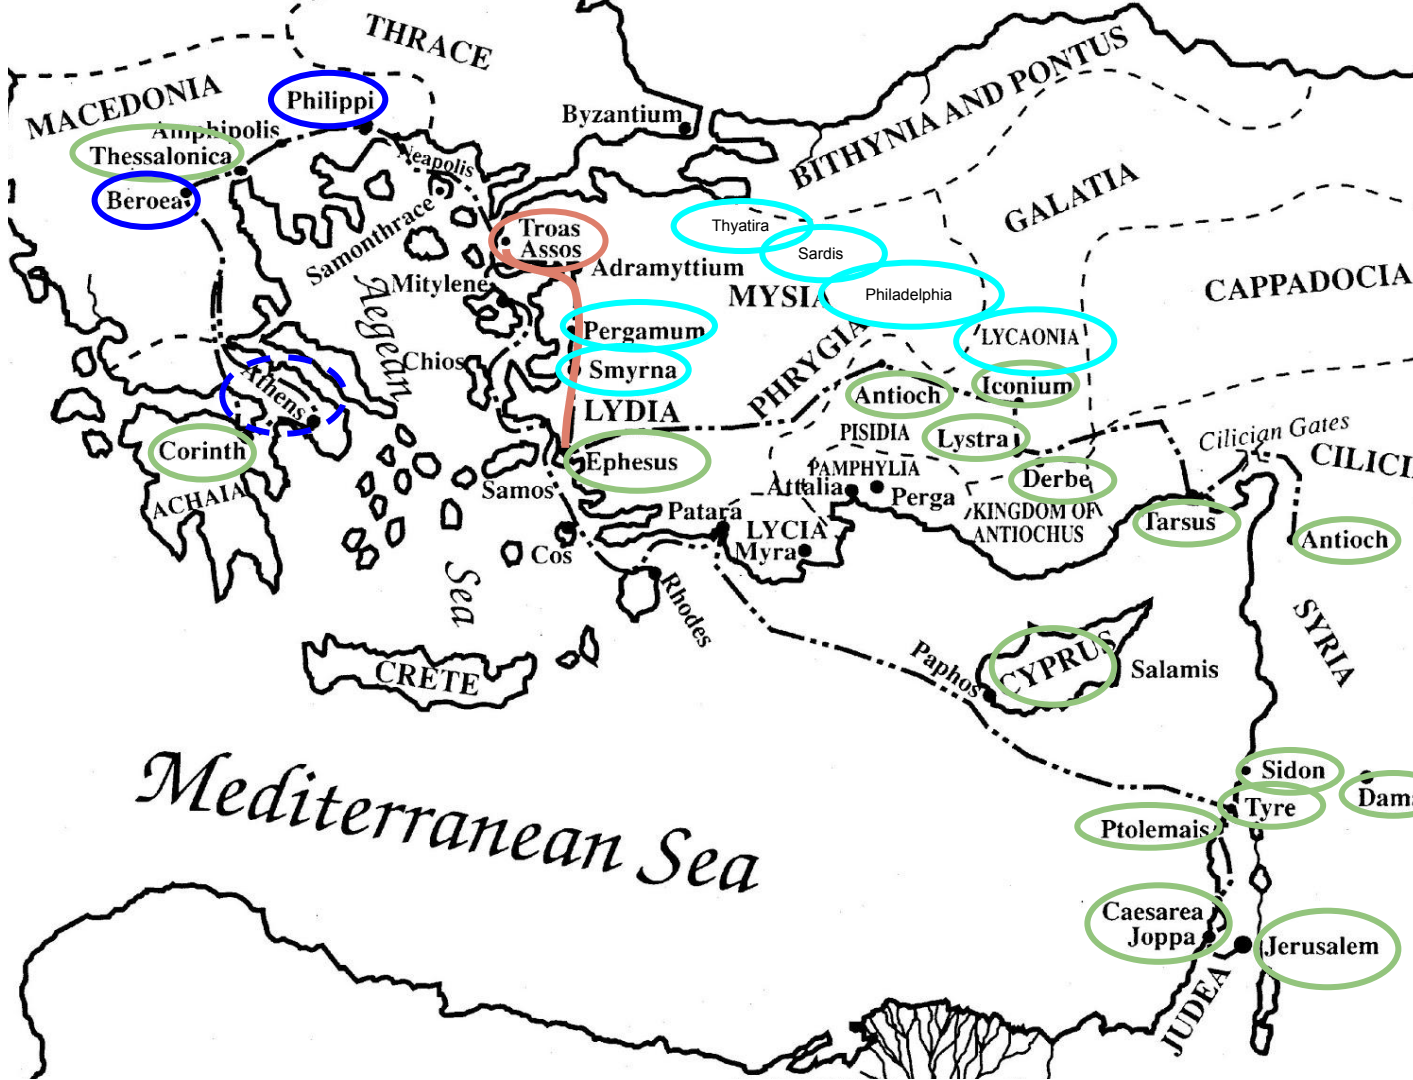 THRACE
MACEDONIA
Philippi
Amphipolis
Thessalonica
Beroea
Neapolis
Samonthrace
Byzantium
BITHYNIA AND PONTUS
GALATIA
CAPPADOCIA
Troas
Assos
Adramyttium
Mitylene
Thyatira
Sardis
MYSIA
Philadelphia
Aegean
Sea
Pergamum
LYCAONIA
Chios
Smyrna
PHRYGIA
Athens
LYDIA
Antioch
Iconium
Corinth
PISIDIA
Lystra
Cilician Gates
CILICI
ACHAIA
Ephesus
Samos
PAMPHYLIA
Attalia
Perga
Derbe
KINGDOM OF
ANTIOCHUS
Tarsus
Antioch
Patara
LYCIA
Myra
Cos
Rhodes
SYRIA
CRETE
Paphos
CYPRUS
Salamis
Mediterranean Sea
Sidon
Dam
Tyre
Ptolemais
Caesarea
Joppa
Jerusalem
JUDEA